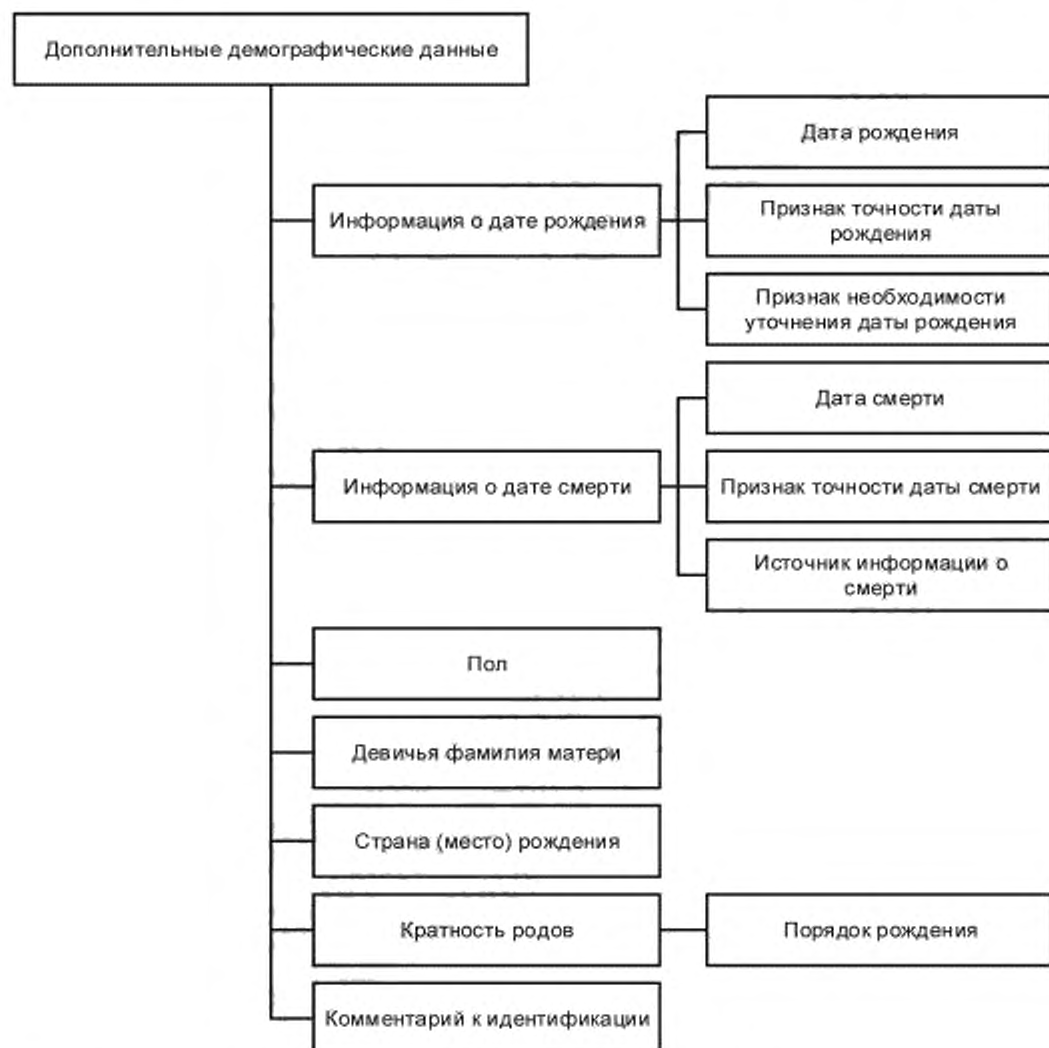 Дополнительные демографические данные
Дата рождения
Информация о дате рождения
Признак точности даты
рождения
Признак необходимости
уточнения даты рождения
Дата смерти
Информация о дате смерти
Признак точности даты смерти
Источник информации о
смерти
Пол
Девичья фамилия матери
Страна (место) рождения
Кратность родов
Порядок рождения
Комментарий к идентификации